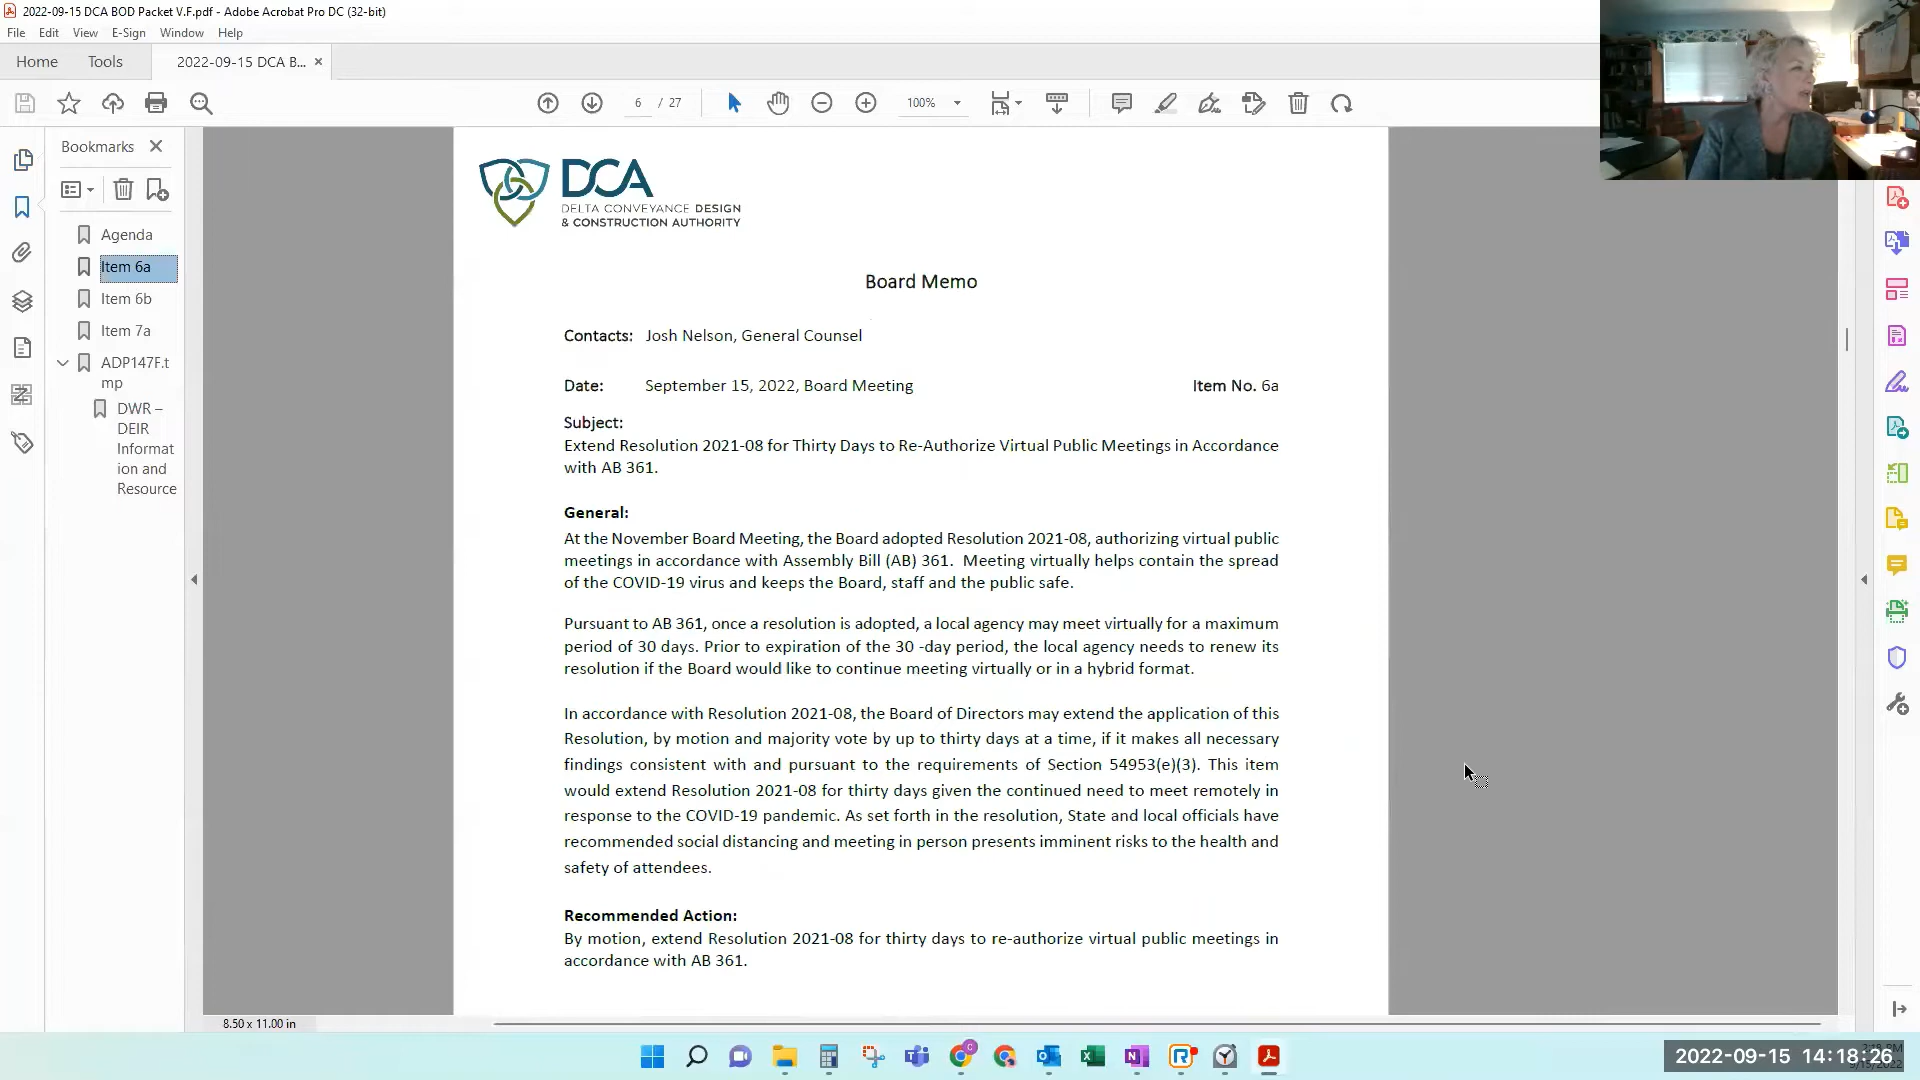 2022-09-15 DCA BOD Packet V.F.pdf - Adobe Acrobat Pro DC (32-bit)
File Edit View E-Sign Window Help
Home Tools 2022-09-15 DCA B... ×
6 / 27 100%
Bookmarks
Agenda
Item 6a
Item 6b
Item 7a
ADP147F.t
mp
DWR –
DEIR
Informat
ion and
Resource
DCA
DELTA CONVEYANCE DESIGN
& CONSTRUCTION AUTHORITY
Board Memo
Contacts: Josh Nelson, General Counsel
Date: September 15, 2022, Board Meeting Item No. 6a
Subject:
Extend Resolution 2021-08 for Thirty Days to Re-Authorize Virtual Public Meetings in Accordance
with AB 361.
General:
At the November Board Meeting, the Board adopted Resolution 2021-08, authorizing virtual public
meetings in accordance with Assembly Bill (AB) 361. Meeting virtually helps contain the spread
of the COVID-19 virus and keeps the Board, staff and the public safe.
Pursuant to AB 361, once a resolution is adopted, a local agency may meet virtually for a maximum
period of 30 days. Prior to expiration of the 30 -day period, the local agency needs to renew its
resolution if the Board would like to continue meeting virtually or in a hybrid format.
In accordance with Resolution 2021-08, the Board of Directors may extend the application of this
Resolution, by motion and majority vote by up to thirty days at a time, if it makes all necessary
findings consistent with and pursuant to the requirements of Section 54953(e)(3). This item
would extend Resolution 2021-08 for thirty days given the continued need to meet remotely in
response to the COVID-19 pandemic. As set forth in the resolution, State and local officials have
recommended social distancing and meeting in person presents imminent risks to the health and
safety of attendees.
Recommended Action:
By motion, extend Resolution 2021-08 for thirty days to re-authorize virtual public meetings in
accordance with AB 361.
8.50 x 11.00 in
2022-09-15 14:18:26